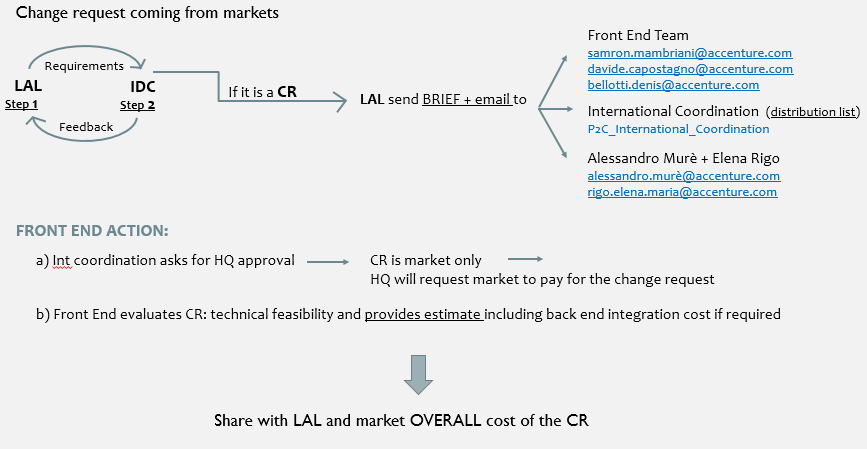 Change request coming from markets
Requirements
LAL
Step 1
IDC
Step 2
Feedback
If it is a CR
LAL send BRIEF + email to
Front End Team
samron.mambriani@accenture.com
davide.capostagno@accenture.com
bellotti.denis@accenture.com
International Coordination (distribution list)
P2C_International_Coordination
Alessandro Murè + Elena Rigo
alessandro.murè@accenture.com
rigo.elena.maria@accenture.com
FRONT END ACTION:
a) Int coordination asks for HQ approval
CR is market only
HQ will request market to pay for the change request
b) Front End evaluates CR: technical feasibility and provides estimate including back end integration cost if required
Share with LAL and market OVERALL cost of the CR